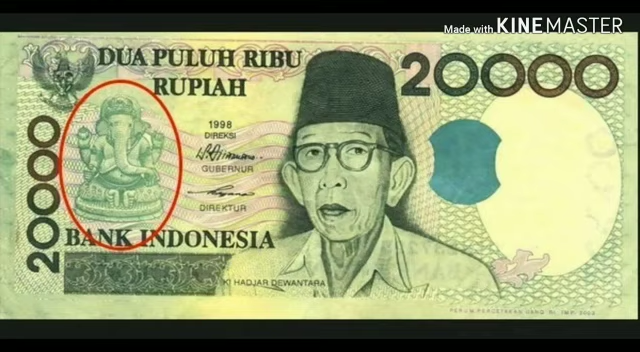 Made with KINEMASTER
DUA PULUH RIBU
RUPIAH
20000
1998
DIREKSI
GUBERNUR
DIREKTUR
20000
BANK INDONESIA
KI HADJAR DEWANTARA